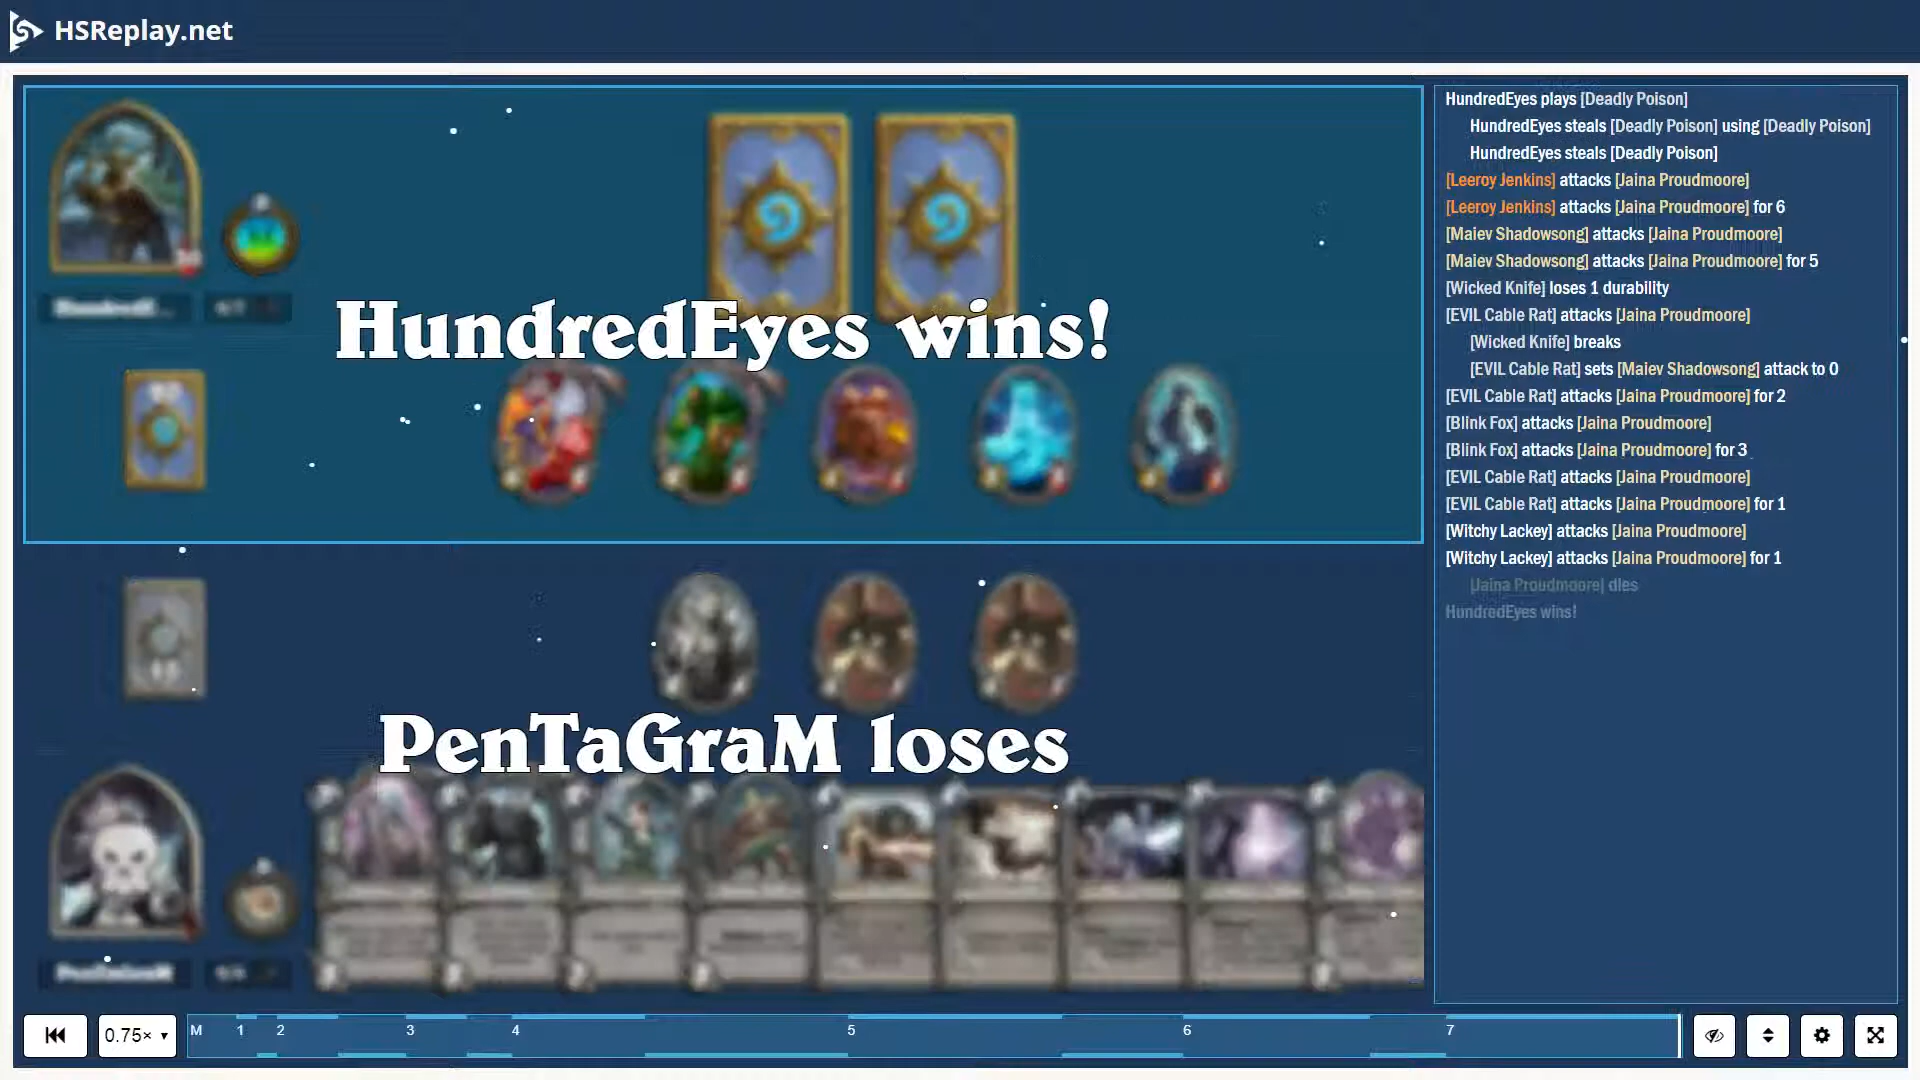 HSReplay.net
HundredEyes wins!
PenTaGraM loses
PenTaGraM
HundredEyes plays [Deadly Poison]
HundredEyes steals [Deadly Poison] using [Deadly Poison]
HundredEyes steals [Deadly Poison]
[Leeroy Jenkins] attacks [Jaina Proudmoore]
[Leeroy Jenkins] attacks [Jaina Proudmoore] for 6
[Maiev Shadowsong] attacks [Jaina Proudmoore]
[Maiev Shadowsong] attacks [Jaina Proudmoore] for 5
[Wicked Knife] loses 1 durability
[EVIL Cable Rat] attacks [Jaina Proudmoore]
[Wicked Knife] breaks
[EVIL Cable Rat] sets [Maiev Shadowsong] attack to 0
[EVIL Cable Rat] attacks [Jaina Proudmoore] for 2
[Blink Fox] attacks [Jaina Proudmoore]
[Blink Fox] attacks [Jaina Proudmoore] for 3
[EVIL Cable Rat] attacks [Jaina Proudmoore]
[EVIL Cable Rat] attacks [Jaina Proudmoore] for 1
[Witchy Lackey] attacks [Jaina Proudmoore]
[Witchy Lackey] attacks [Jaina Proudmoore] for 1
[Jaina Proudmoore] dies
HundredEyes wins!
0.75×
M 1 2 3 4 5 6 7